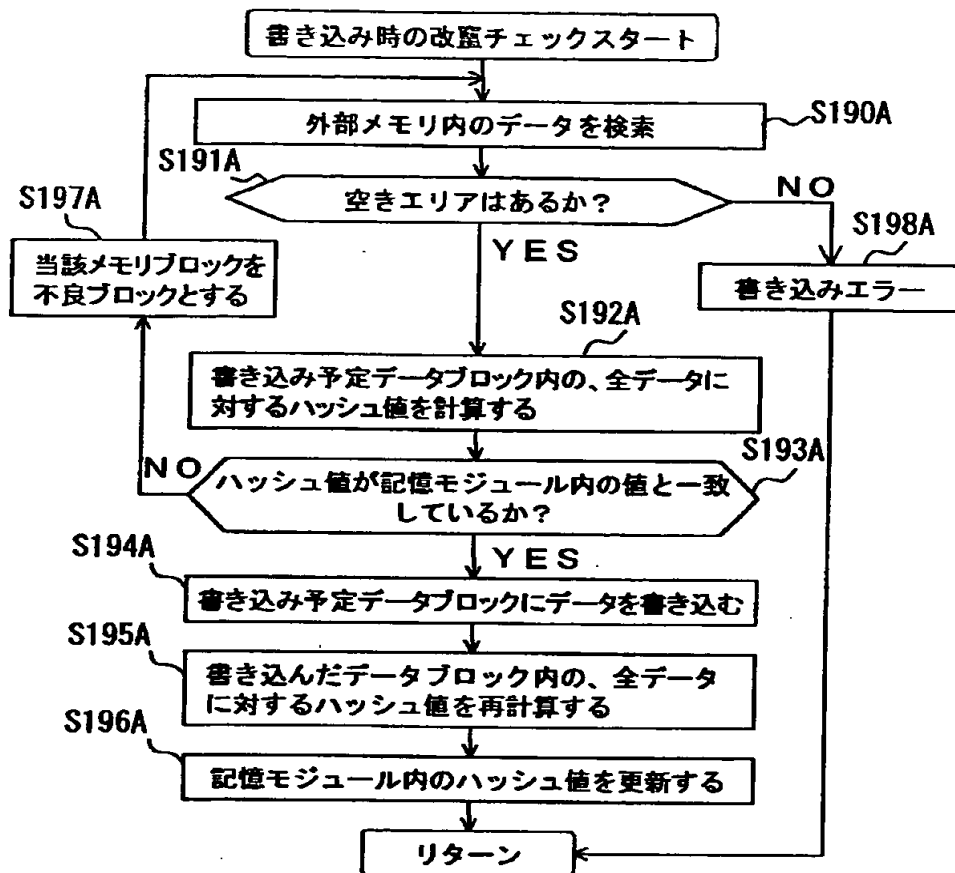 書き込み時の改竄チェックスタート
外部メモリ内のデータを検索
S190A
S191A
空きエリアはあるか?
NO
S197A
当該メモリブロックを
不良ブロックとする
YES
S198A
書き込みエラー
S192A
書き込み予定データブロック内の、全データに
対するハッシュ値を計算する
S193A
NO
ハッシュ値が記憶モジュール内の値と一致
しているか?
YES
S194A
書き込み予定データブロックにデータを書き込む
S195A
書き込んだデータブロック内の、全データ
に対するハッシュ値を再計算する
S196A
記憶モジュール内のハッシュ値を更新する
リターン